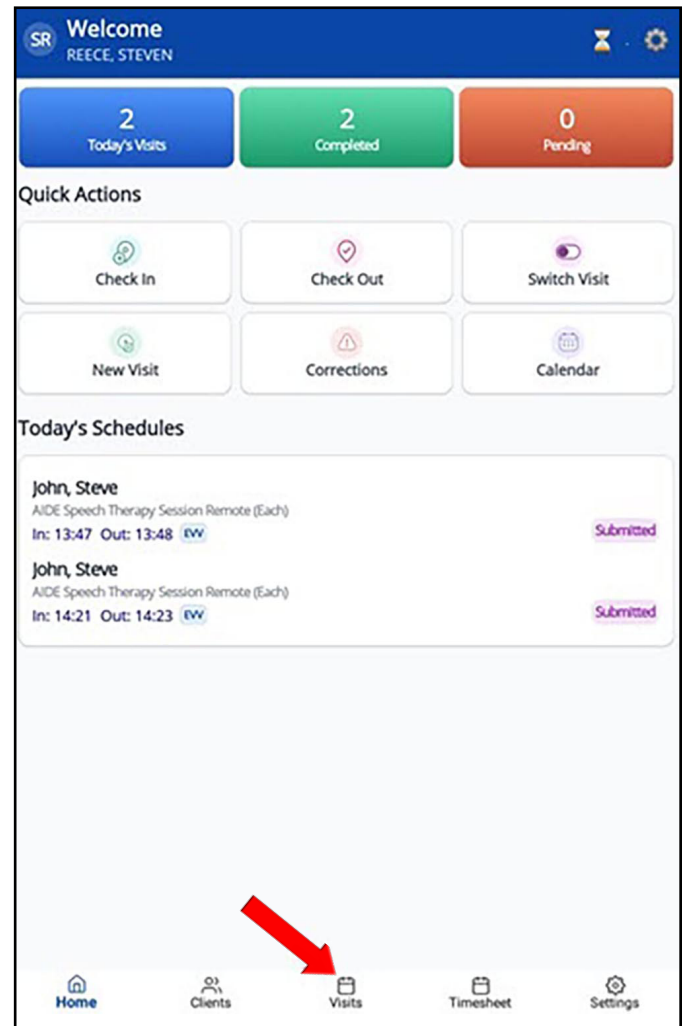 SR Welcome
REECE, STEVEN
2 2 0
Today's Visits Completed Pending
Quick Actions
Check In Check Out Switch Visit
New Visit Corrections Calendar
Today's Schedules
John, Steve
AIDE Speech Therapy Session Remote (Each)
In: 13:47 Out: 13:48 EVV Submitted
John, Steve
AIDE Speech Therapy Session Remote (Each)
In: 14:21 Out: 14:23 EVV Submitted
Home Clients Visits Timesheet Settings